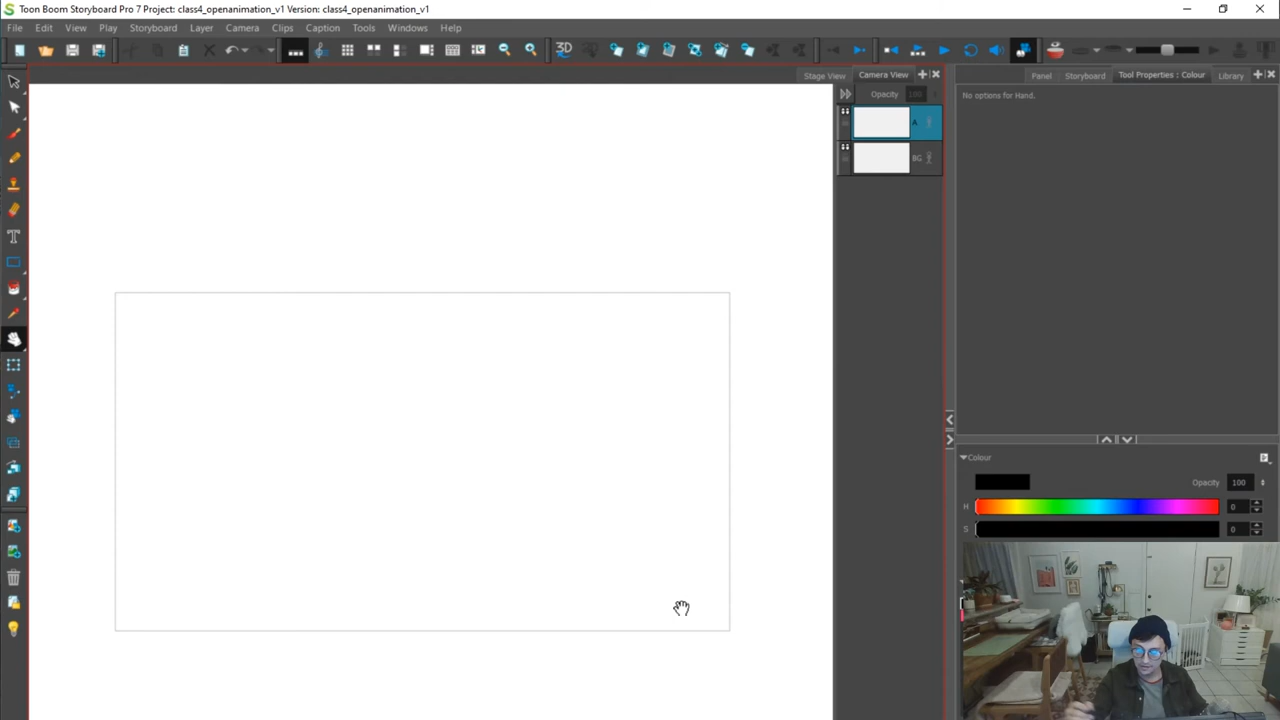 Toon Boom Storyboard Pro 7 Project: class4_openanimation_v1 Version: class4_openanimation_v1
File Edit View Play Storyboard Layer Camera Clips Caption Tools Windows Help
3D
Stage View Camera View
Panel Storyboard Tool Properties : Colour Library
Opacity 100
No options for Hand.
A
BG
Colour
Opacity 100
H 0
S 0